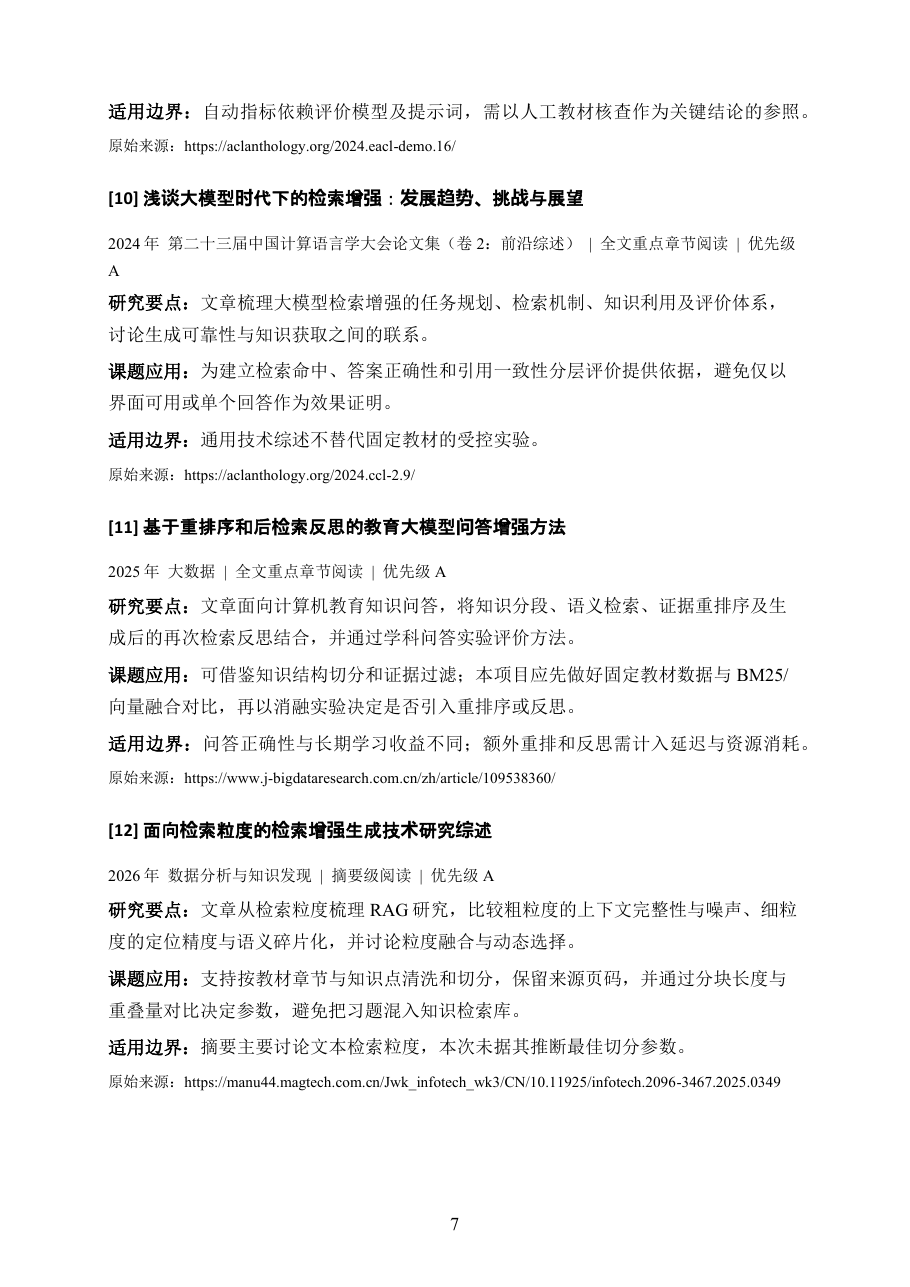 适用边界：自动指标依赖评价模型及提示词，需以人工教材核查作为关键结论的参照。
原始来源：https://aclanthology.org/2024.eacl-demo.16/
[10] 浅谈大模型时代下的检索增强：发展趋势、挑战与展望
2024 年 第二十三届中国计算语言学大会论文集（卷 2：前沿综述） | 全文重点章节阅读 | 优先级
A
研究要点：文章梳理大模型检索增强的任务规划、检索机制、知识利用及评价体系，
讨论生成可靠性与知识获取之间的联系。
课题应用：为建立检索命中、答案正确性和引用一致性分层评价提供依据，避免仅以
界面可用或单个回答作为效果证明。
适用边界：通用技术综述不替代固定教材的受控实验。
原始来源：https://aclanthology.org/2024.ccl-2.9/
[11] 基于重排序和后检索反思的教育大模型问答增强方法
2025 年 大数据 | 全文重点章节阅读 | 优先级 A
研究要点：文章面向计算机教育知识问答，将知识分段、语义检索、证据重排序及生
成后的再次检索反思结合，并通过学科问答实验评价方法。
课题应用：可借鉴知识结构切分和证据过滤；本项目应先做好固定教材数据与 BM25/
向量融合对比，再以消融实验决定是否引入重排序或反思。
适用边界：问答正确性与长期学习收益不同；额外重排和反思需计入延迟与资源消耗。
原始来源：https://www.j-bigdataresearch.com.cn/zh/article/109538360/
[12] 面向检索粒度的检索增强生成技术研究综述
2026 年 数据分析与知识发现 | 摘要级阅读 | 优先级 A
研究要点：文章从检索粒度梳理 RAG 研究，比较粗粒度的上下文完整性与噪声、细粒
度的定位精度与语义碎片化，并讨论粒度融合与动态选择。
课题应用：支持按教材章节与知识点清洗和切分，保留来源页码，并通过分块长度与
重叠量对比决定参数，避免把习题混入知识检索库。
适用边界：摘要主要讨论文本检索粒度，本次未据其推断最佳切分参数。
原始来源：https://manu44.magtech.com.cn/Jwk_infotech_wk3/CN/10.11925/infotech.2096-3467.2025.0349
7